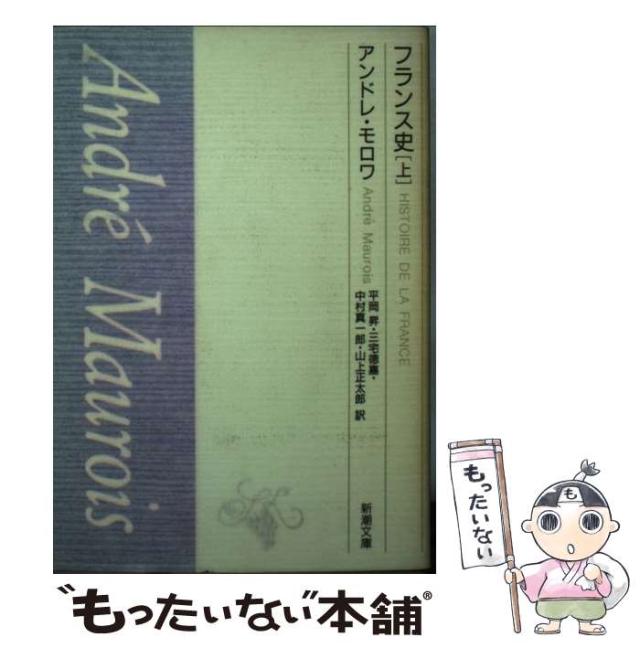 フランス史[上] HISTOIRE DE LA FRANCE
アンドレ・モロワ André Maurois
平岡 昇・三宅徳嘉・
中村真一郎・山上正太郎 訳
新潮文庫
André Maurois
もったいない
も
"もったいない本舗®